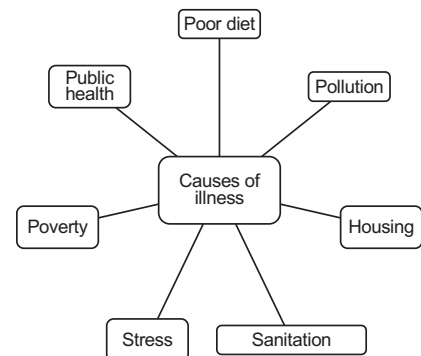 Poor diet
Public
health
Pollution
Causes of
illness
Poverty
Housing
Stress
Sanitation